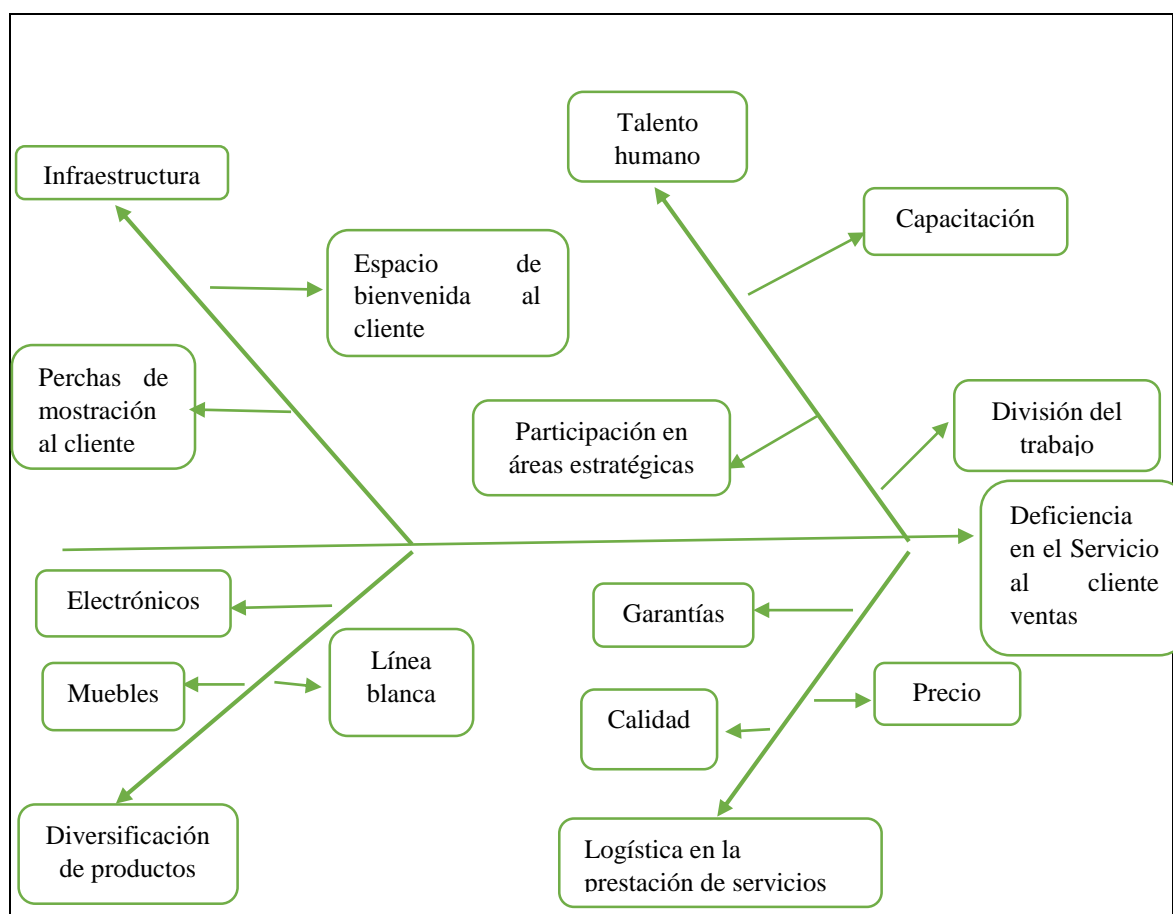 Talento
humano
Infraestructura
Capacitación
Espacio de
bienvenida al
cliente
Perchas de
mostración
al cliente
División del
trabajo
Participación en
áreas estratégicas
Deficiencia
en el Servicio
al cliente
ventas
Electrónicos
Garantías
Línea
blanca
Muebles
Precio
Calidad
Diversificación
de productos
Logística en la
prestación de servicios